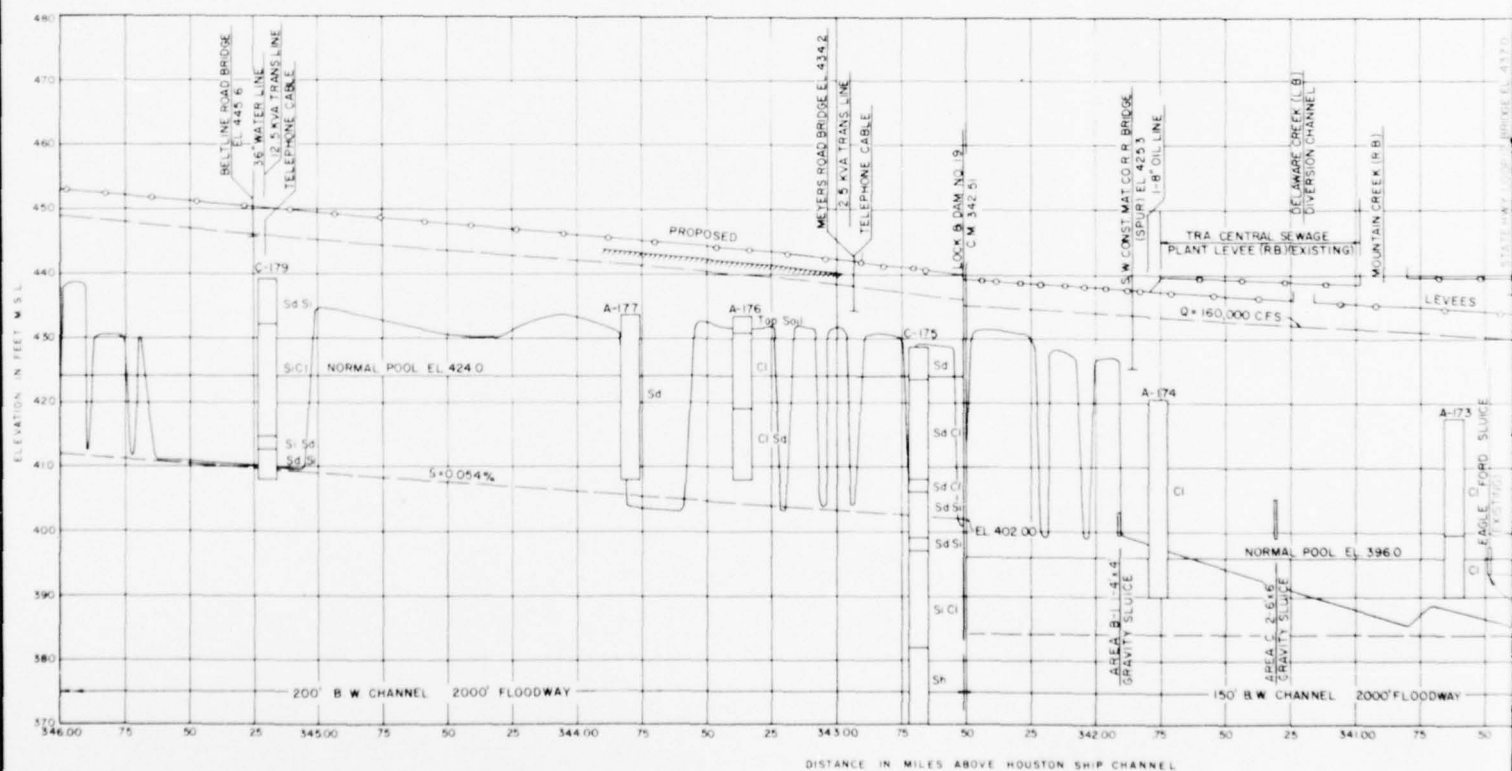 480
470
460
450
440
430
420
410
400
390
380
370
ELEVATION IN FEET M.S.L.
BELTLINE ROAD BRIDGE
EL 445.6
36" WATER LINE
12.5 KVA TRANS LINE
TELEPHONE CABLE
MEYERS ROAD BRIDGE EL 434.2
2.5 KVA TRANS LINE
TELEPHONE CABLE
LOCK & DAM NO. 19
C M 342.51
S.W. CONST MAT CO R R BRIDGE
(SPUR) EL 425.3
1-8" OIL LINE
DELAWARE CREEK (L B)
DIVERSION CHANNEL
MOUNTAIN CREEK (R B)
TRA CENTRAL SEWAGE
PLANT LEVEE (R.B.)(EXISTING)
LEVEES
PROPOSED
Q = 160,000 C F S
C-179
Sd Si
Si Cl
Si Sd
Sd Si
NORMAL POOL EL 424.0
S=0.054%
A-177
Sd
A-176
Top Soil
Cl
Cl Sd
C-175
Sd
Sd Cl
Sd Cl
Sd Si
Sd Si
Si Cl
Sh
EL 402.00
A-174
Cl
NORMAL POOL EL 396.0
A-173
Cl
Cl
EAGLE FORD SLUICE
(EXISTING)
AREA B-1 1-4'x4'
GRAVITY SLUICE
AREA C 2-6'x6'
GRAVITY SLUICE
200' B.W. CHANNEL 2000' FLOODWAY
150' B.W. CHANNEL 2000' FLOODWAY
346.00 75 50 25 345.00 75 50 25 344.00 75 50 25 343.00 75 50 25 342.00 75 50 25 341.00 75 50
DISTANCE IN MILES ABOVE HOUSTON SHIP CHANNEL